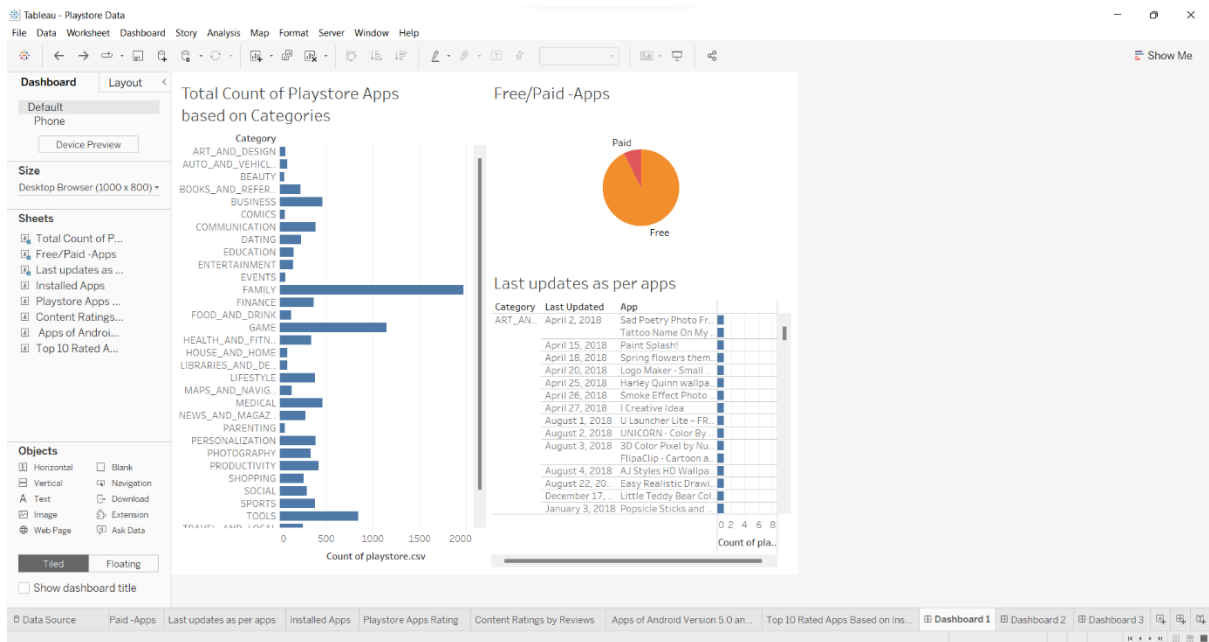 Tableau - Playstore Data
File Data Worksheet Dashboard Story Analysis Map Format Server Window Help
Show Me
Dashboard Layout
Default
Phone
Device Preview
Size
Desktop Browser (1000 x 800)
Sheets
Total Count of P...
Free/Paid -Apps
Last updates as ...
Installed Apps
Playstore Apps ...
Content Ratings...
Apps of Androi...
Top 10 Rated A...
Objects
Horizontal Blank
Vertical Navigation
A Text Download
Image Extension
Web Page Ask Data
Tiled Floating
Show dashboard title
Total Count of Playstore Apps
based on Categories
Category
ART_AND_DESIGN
AUTO_AND_VEHICL..
BEAUTY
BOOKS_AND_REFER..
BUSINESS
COMICS
COMMUNICATION
DATING
EDUCATION
ENTERTAINMENT
EVENTS
FAMILY
FINANCE
FOOD_AND_DRINK
GAME
HEALTH_AND_FITN..
HOUSE_AND_HOME
LIBRARIES_AND_DE..
LIFESTYLE
MAPS_AND_NAVIG..
MEDICAL
NEWS_AND_MAGAZ..
PARENTING
PERSONALIZATION
PHOTOGRAPHY
PRODUCTIVITY
SHOPPING
SOCIAL
SPORTS
TOOLS
TRAVEL_AND_LOCAL
0 500 1000 1500 2000
Count of playstore.csv
Free/Paid -Apps
Paid
Free
Last updates as per apps
Category Last Updated App
ART_AN.. April 2, 2018 Sad Poetry Photo Fr..
Tattoo Name On My ..
April 15, 2018 Paint Splash!
April 18, 2018 Spring flowers them..
April 20, 2018 Logo Maker - Small ..
April 25, 2018 Harley Quinn wallpa..
April 26, 2018 Smoke Effect Photo ..
April 27, 2018 I Creative Idea
August 1, 2018 U Launcher Lite – FR..
August 2, 2018 UNICORN - Color By ..
August 3, 2018 3D Color Pixel by Nu..
FlipaClip - Cartoon a..
August 4, 2018 AJ Styles HD Wallpa..
August 22, 20.. Easy Realistic Drawi..
December 17, .. Little Teddy Bear Col..
January 3, 2018 Popsicle Sticks and ..
0 2 4 6 8
Count of pla..
Data Source Paid -Apps Last updates as per apps Installed Apps Playstore Apps Rating Content Ratings by Reviews Apps of Android Version 5.0 an... Top 10 Rated Apps Based on Ins... Dashboard 1 Dashboard 2 Dashboard 3